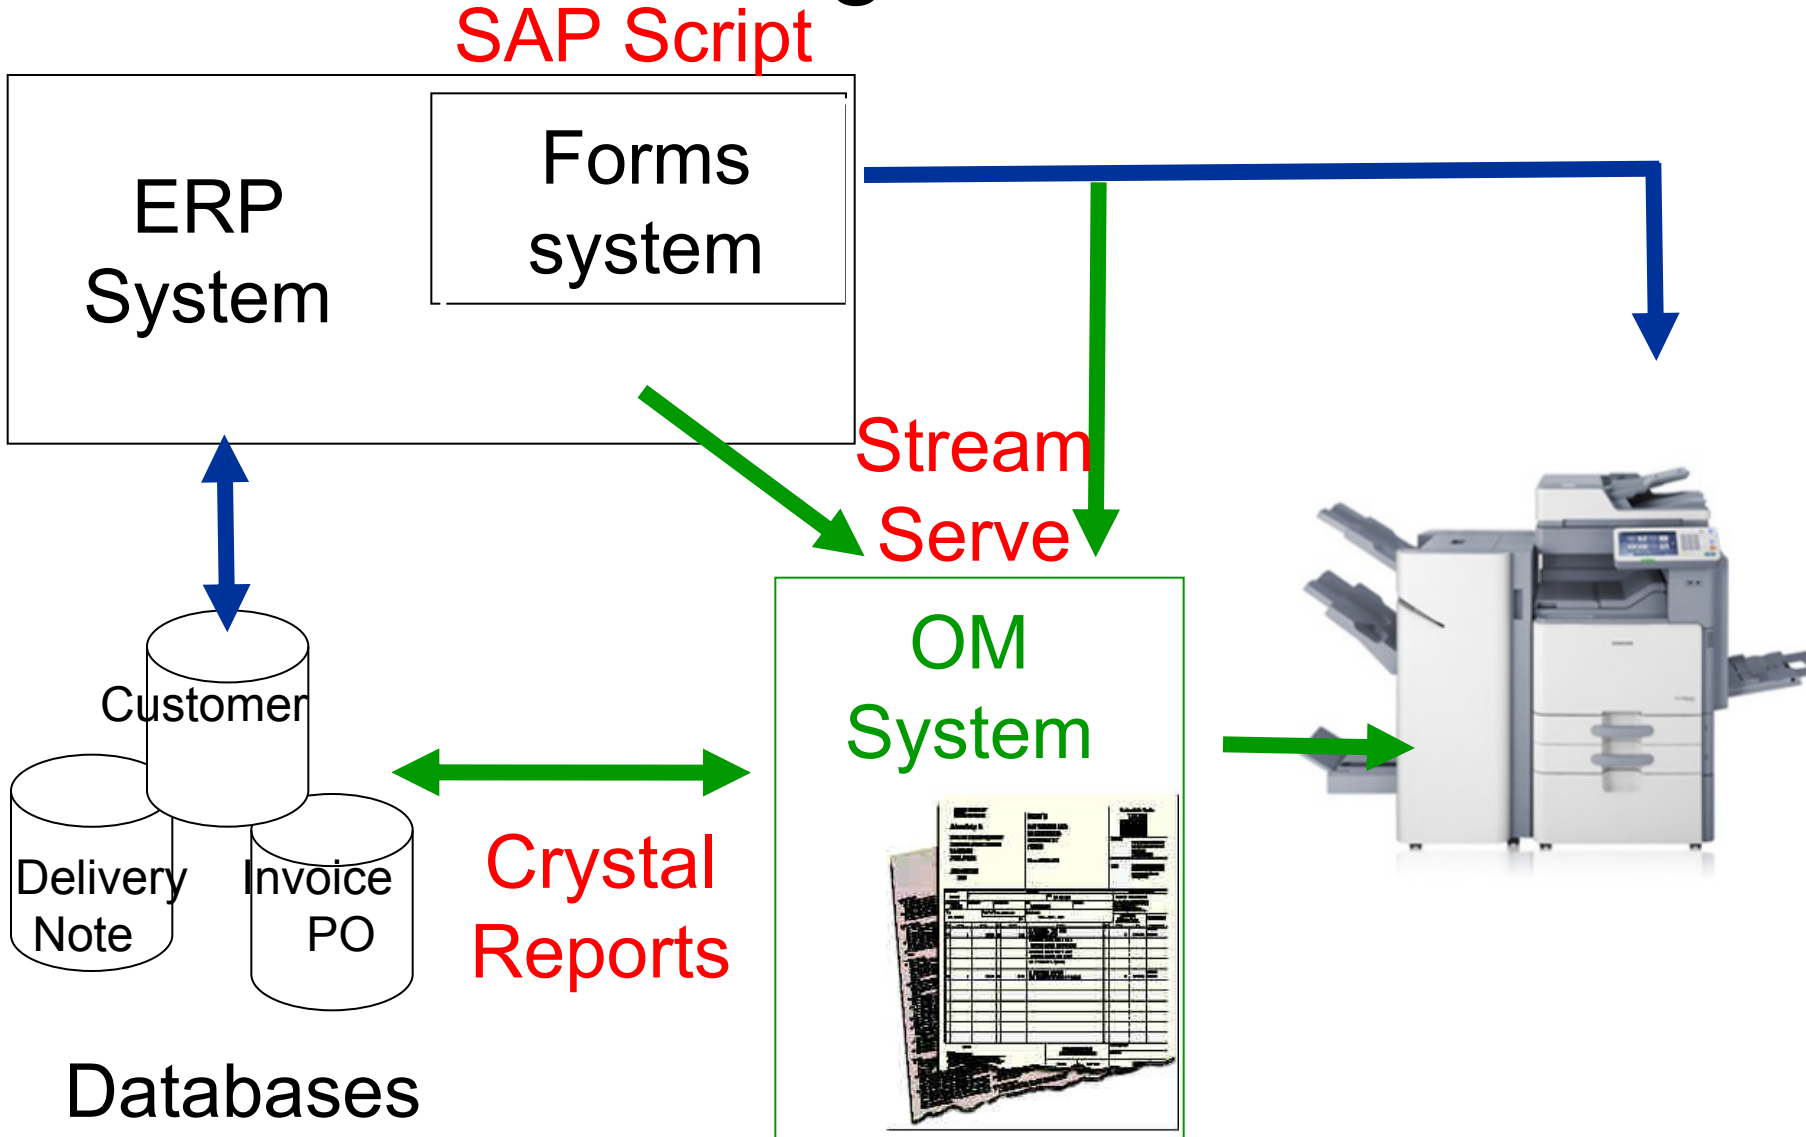 SAP Script
Forms
system
ERP
System
Stream
Serve
OM
System
Customer
Delivery
Note
Invoice
PO
Crystal
Reports
Databases